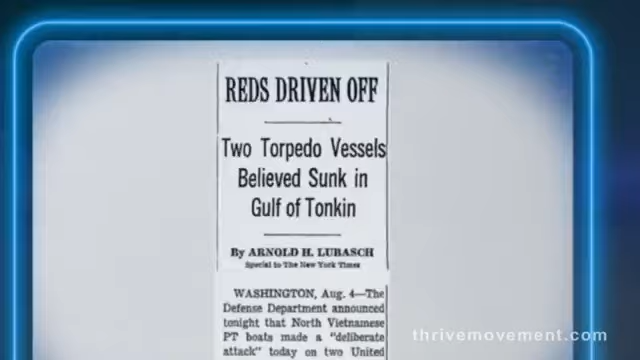 REDS DRIVEN OFF
Two Torpedo Vessels
Believed Sunk in
Gulf of Tonkin
By ARNOLD H. LUBASCH
Special to The New York Times
WASHINGTON, Aug. 4—The
Defense Department announced
tonight that North Vietnamese
PT boats made a "deliberate
attack" today on two United
thrivemovement.com